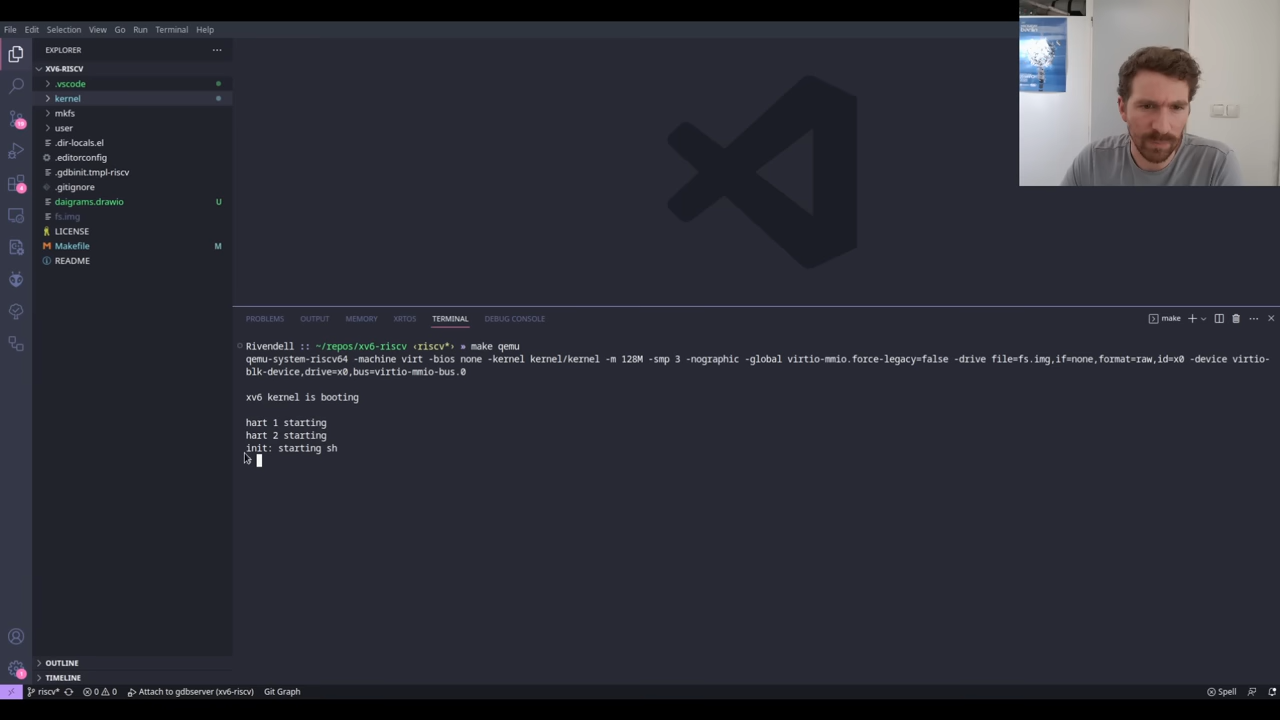 File Edit Selection View Go Run Terminal Help
EXPLORER
XV6-RISCV
.vscode
kernel
mkfs
user
.dir-locals.el
.editorconfig
.gdbinit.tmpl-riscv
.gitignore
daigrams.drawio U
fs.img
LICENSE
Makefile M
README
PROBLEMS OUTPUT MEMORY XRTOS TERMINAL DEBUG CONSOLE
make
Rivendell :: ~/repos/xv6-riscv ‹riscv*› » make qemu
qemu-system-riscv64 -machine virt -bios none -kernel kernel/kernel -m 128M -smp 3 -nographic -global virtio-mmio.force-legacy=false -drive file=fs.img,if=none,format=raw,id=x0 -device virtio-
blk-device,drive=x0,bus=virtio-mmio-bus.0
xv6 kernel is booting
hart 1 starting
hart 2 starting
init: starting sh
OUTLINE
TIMELINE
riscv* 0 0 Attach to gdbserver (xv6-riscv) Git Graph
Spell